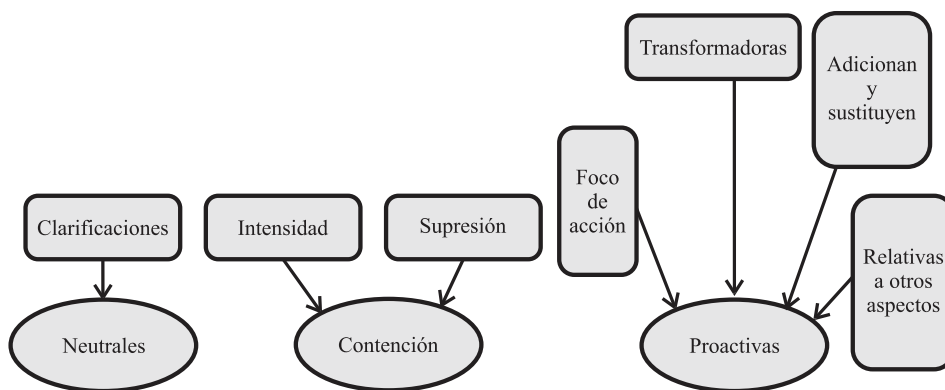 Transformadoras
Adicionan
y
sustituyen
Foco
de
acción
Clarificaciones
Intensidad
Supresión
Relativas
a otros
aspectos
Neutrales
Contención
Proactivas